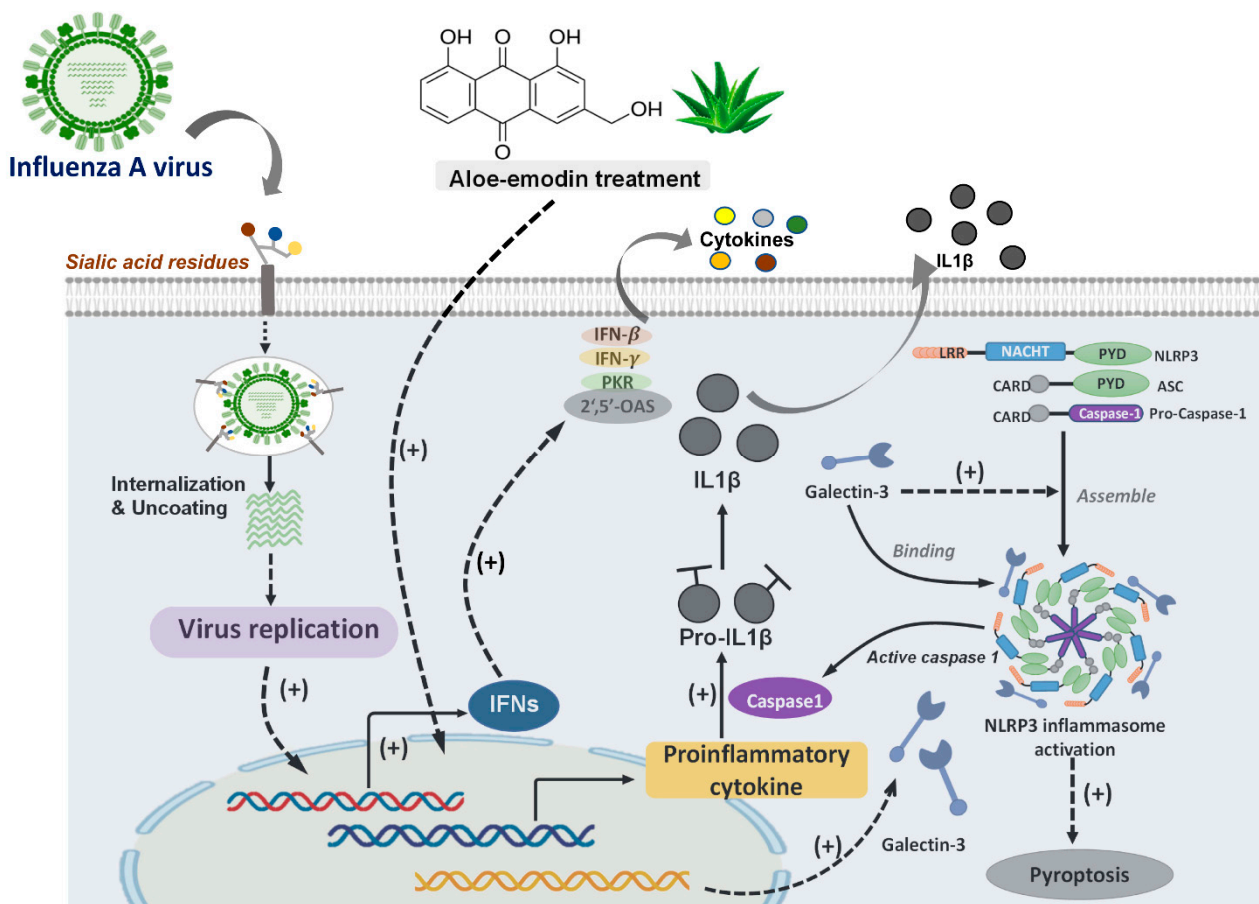 OH
O
OH
OH
O
Influenza A virus
Aloe-emodin treatment
Cytokines
IL1β
Sialic acid residues
IFN-β
IFN-γ
PKR
2‘,5’-OAS
LRR
NACHT
PYD
NLRP3
CARD
PYD
ASC
CARD
Caspase-1
Pro-Caspase-1
(+)
Internalization
& Uncoating
IL1β
Galectin-3
(+)
Assemble
(+)
Binding
Virus replication
Pro-IL1β
Active caspase 1
(+)
IFNs
(+)
Caspase1
(+)
NLRP3 inflammasome
activation
Proinflammatory
cytokine
(+)
(+)
Galectin-3
Pyroptosis